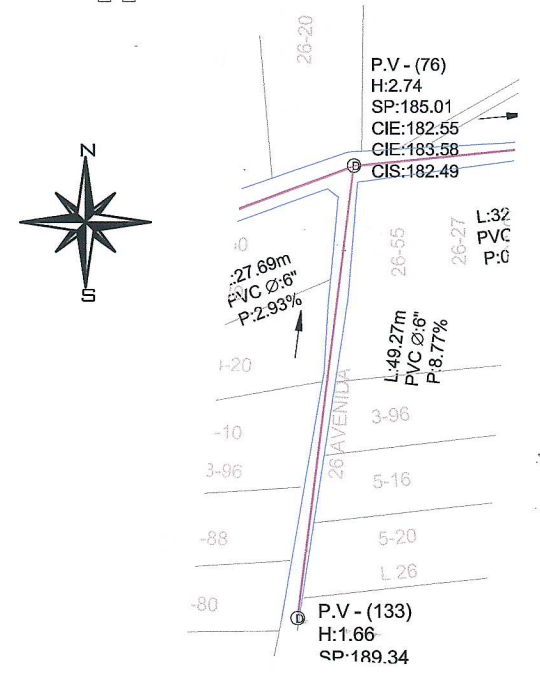 26-20
P.V - (76)
H:2.74
SP:185.01
CIE:182.55
CIE:183.58
CIS:182.49
N
S
:27.69m
PVC Ø:6"
P:2.93%
26-55
26-27
L:32
PVC
P:0
L:49.27m
PVC Ø:6"
P:8.77%
26 AVENIDA
-20
-10
3-96
-88
-80
3-96
5-16
5-20
L 26
P.V - (133)
H:1.66
SP:189.34